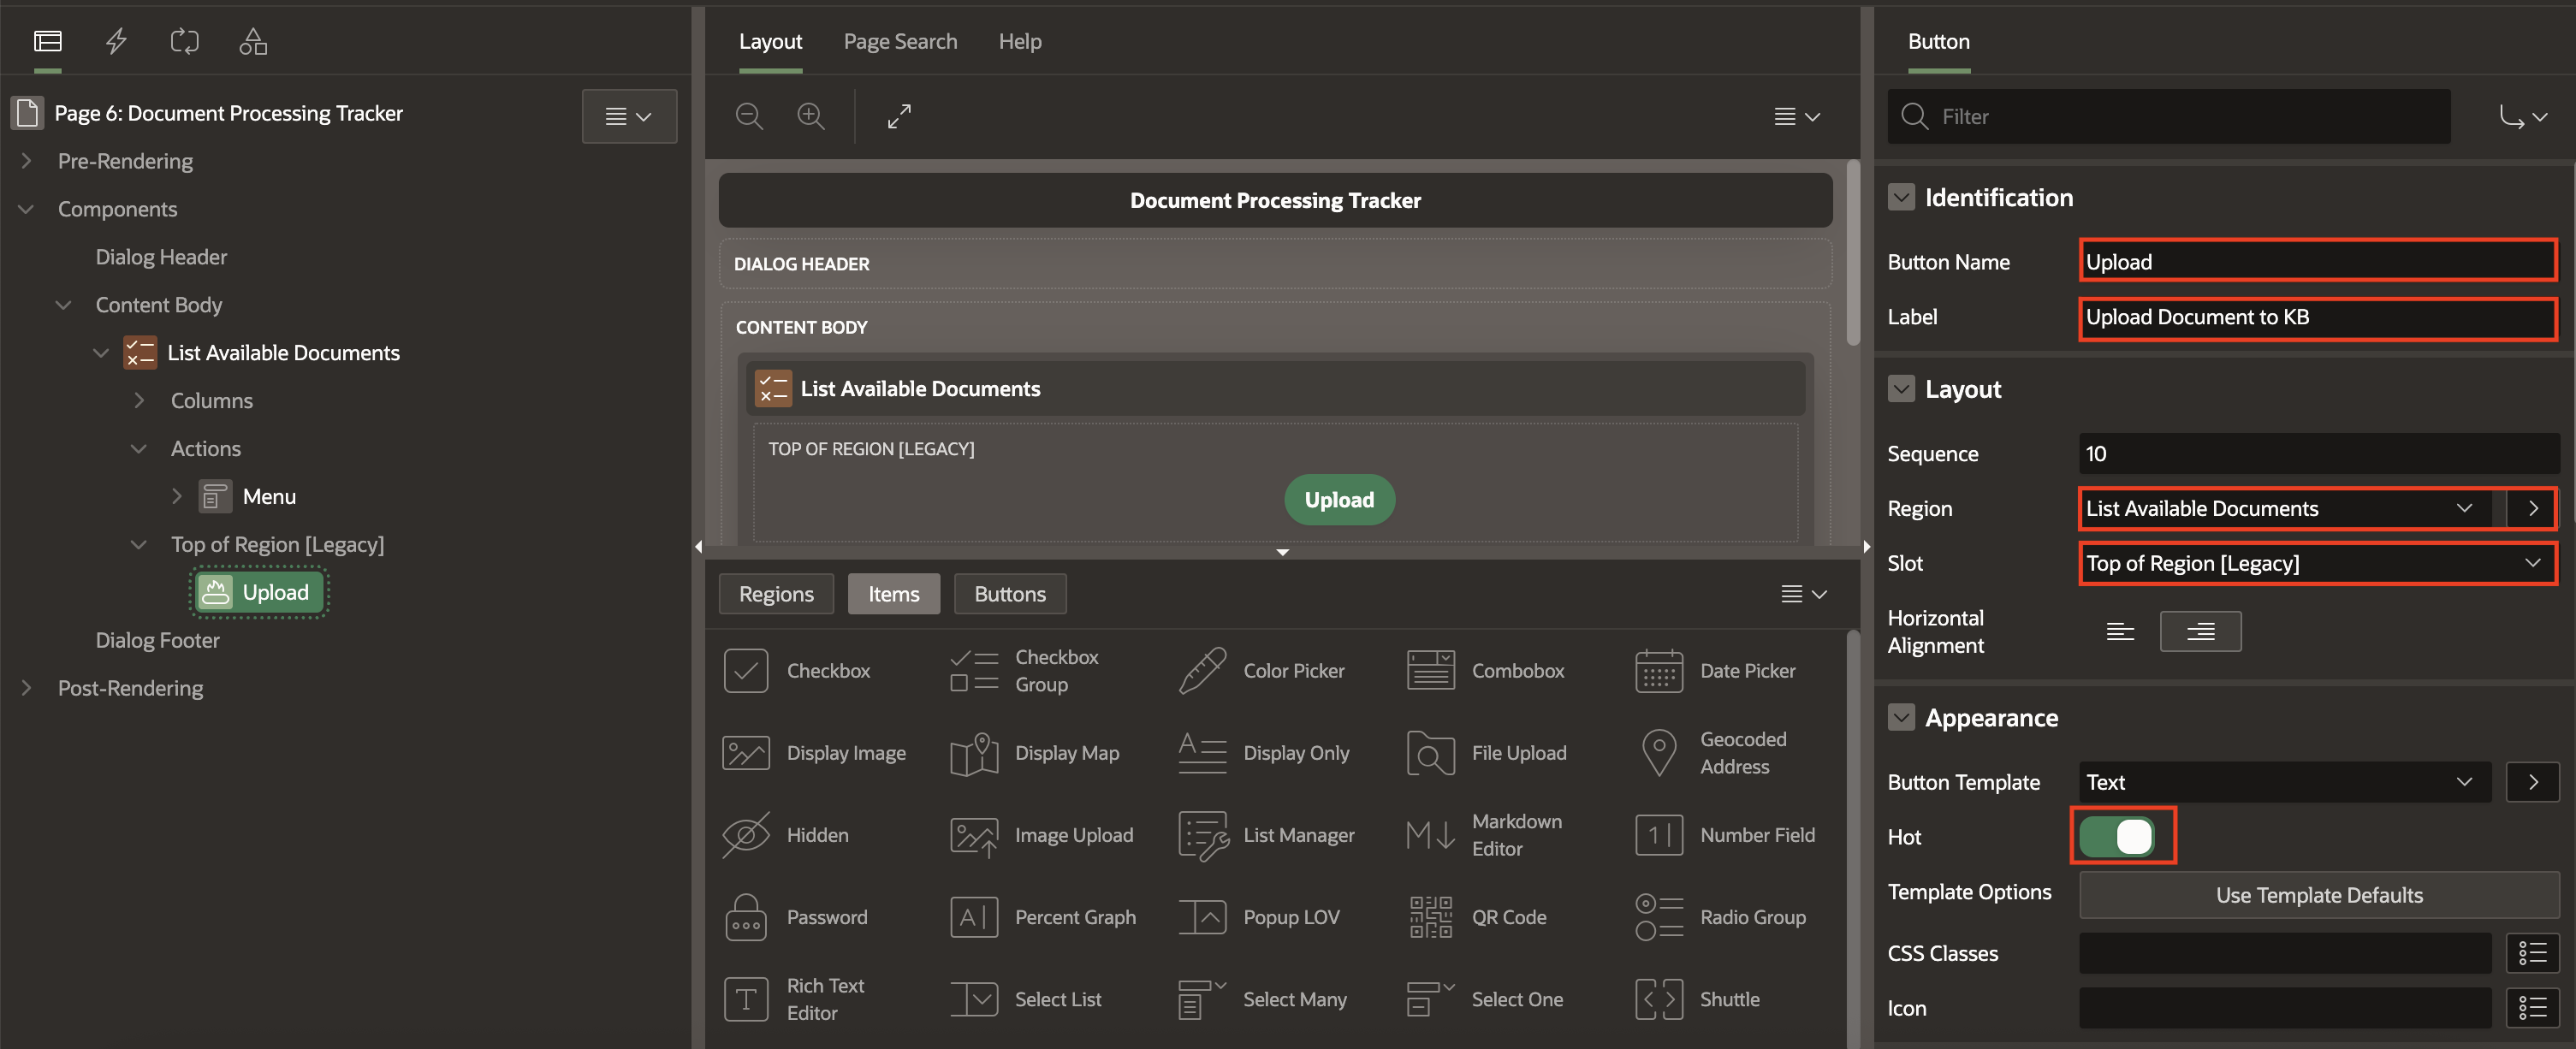 Page 6: Document Processing Tracker
Pre-Rendering
Components
Dialog Header
Content Body
List Available Documents
Columns
Actions
Menu
Top of Region [Legacy]
Upload
Dialog Footer
Post-Rendering
Layout
Page Search
Help
Document Processing Tracker
DIALOG HEADER
CONTENT BODY
List Available Documents
TOP OF REGION [LEGACY]
Upload
Regions
Items
Buttons
Checkbox
Checkbox
Group
Color Picker
Combobox
Date Picker
Display Image
Display Map
Display Only
File Upload
Geocoded
Address
Hidden
Image Upload
List Manager
Markdown
Editor
Number Field
Password
Percent Graph
Popup LOV
QR Code
Radio Group
Rich Text
Editor
Select List
Select Many
Select One
Shuttle
Button
Filter
Identification
Button Name
Upload
Label
Upload Document to KB
Layout
Sequence
10
Region
List Available Documents
Slot
Top of Region [Legacy]
Horizontal
Alignment
Appearance
Button Template
Text
Hot
Template Options
Use Template Defaults
CSS Classes
Icon